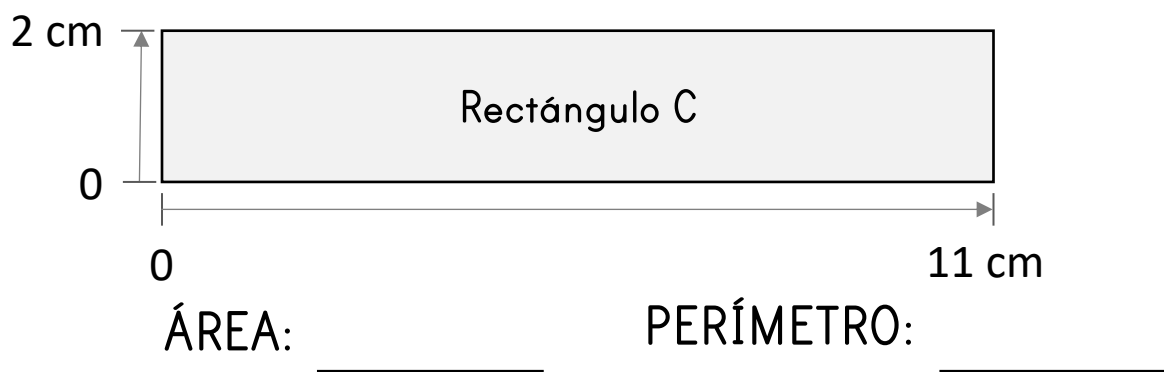 2 cm
Rectángulo C
0
0
11 cm
ÁREA:
PERÍMETRO: